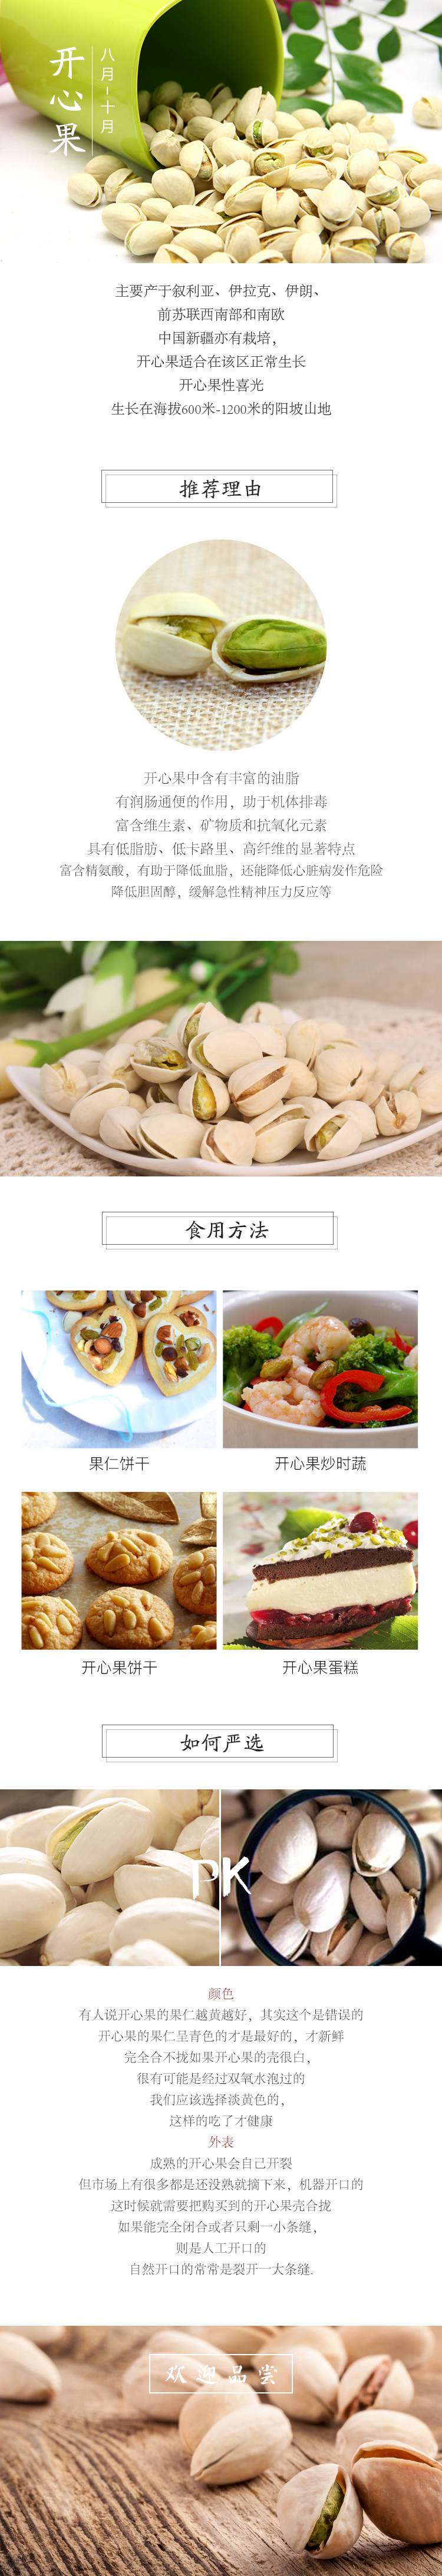 开心果
八月-十月
主要产于叙利亚、伊拉克、伊朗、
前苏联西南部和南欧
中国新疆亦有栽培，
开心果适合在该区正常生长
开心果性喜光
生长在海拔600米-1200米的阳坡山地
推荐理由
开心果中含有丰富的油脂
有润肠通便的作用，助于机体排毒
富含维生素、矿物质和抗氧化元素
具有低脂肪、低卡路里、高纤维的显著特点
富含精氨酸，有助于降低血脂，还能降低心脏病发作危险
降低胆固醇，缓解急性精神压力反应等
食用方法
果仁饼干
开心果炒时蔬
开心果饼干
开心果蛋糕
如何严选
PK
颜色
有人说开心果的果仁越黄越好，其实这个是错误的
开心果的果仁呈青色的才是最好的，才新鲜
完全合不拢如果开心果的壳很白，
很有可能是经过双氧水泡过的
我们应该选择淡黄色的，
这样的吃了才健康
外表
成熟的开心果会自己开裂
但市场上有很多都是还没熟就摘下来，机器开口的
这时候就需要把购买到的开心果壳合拢
如果能完全闭合或者只剩一小条缝，
则是人工开口的
自然开口的常常是裂开一大条缝.
欢迎品尝